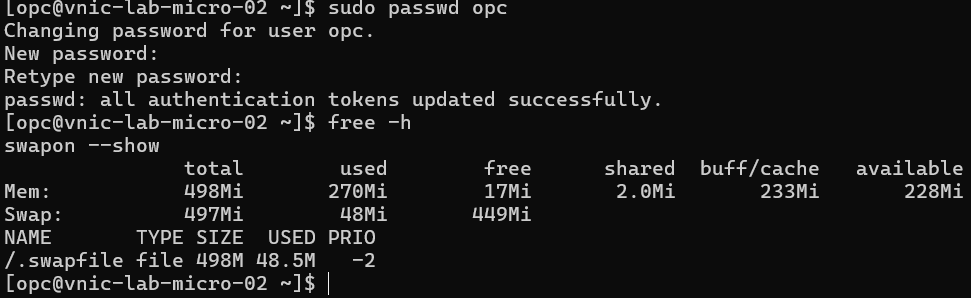 [opc@vnic-lab-micro-02 ~]$ sudo passwd opc
Changing password for user opc.
New password:
Retype new password:
passwd: all authentication tokens updated successfully.
[opc@vnic-lab-micro-02 ~]$ free -h
swapon --show
               total        used        free      shared  buff/cache   available
Mem:           498Mi       270Mi        17Mi       2.0Mi       233Mi       228Mi
Swap:          497Mi        48Mi       449Mi
NAME       TYPE SIZE  USED PRIO
/.swapfile file 498M 48.5M   -2
[opc@vnic-lab-micro-02 ~]$